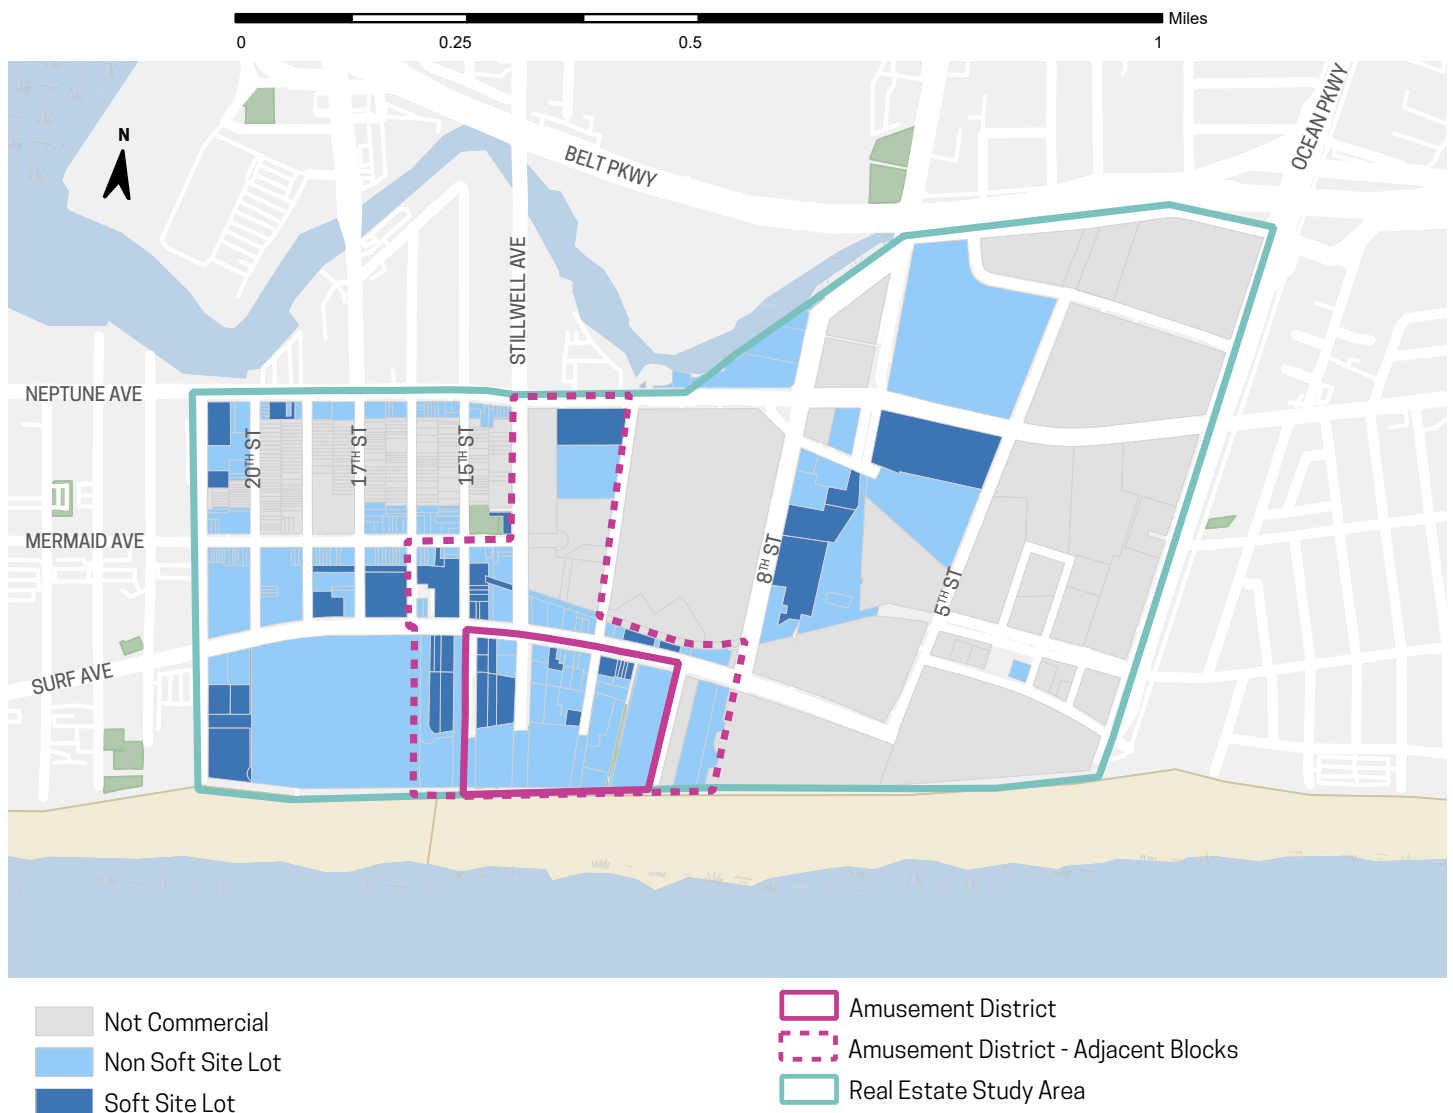 Miles
0 0.25 0.5 1
N
OCEAN PKWY
BELT PKWY
STILLWELL AVE
NEPTUNE AVE
20TH ST
17TH ST
15TH ST
MERMAID AVE
8TH ST
5TH ST
SURF AVE
Not Commercial
Non Soft Site Lot
Soft Site Lot
Amusement District
Amusement District - Adjacent Blocks
Real Estate Study Area